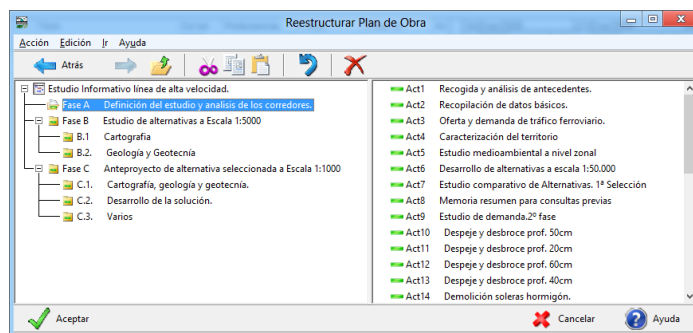 Reestructurar Plan de Obra
Acción Edición Ir Ayuda
Atrás
Estudio Informativo línea de alta velocidad.
Fase A Definición del estudio y analisis de los corredores.
Fase B Estudio de alternativas a Escala 1:5000
B.1 Cartografia
B.2. Geología y Geotecnía
Fase C Anteproyecto de alternativa seleccionada a Escala 1:1000
C.1. Cartografía, geología y geotecnía.
C.2. Desarrollo de la solución.
C.3. Varios
Act1 Recogida y análisis de antecedentes.
Act2 Recopilación de datos básicos.
Act3 Oferta y demanda de tráfico ferroviario.
Act4 Caracterización del territorio
Act5 Estudio medioambiental a nivel zonal
Act6 Desarrollo de alternativas a escala 1:50.000
Act7 Estudio comparativo de Alternativas. 1ª Selección
Act8 Memoria resumen para consultas previas
Act9 Estudio de demanda.2º fase
Act10 Despeje y desbroce prof. 50cm
Act11 Despeje y desbroce prof. 20cm
Act12 Despeje y desbroce prof. 60cm
Act13 Despeje y desbroce prof. 40cm
Act14 Demolición soleras hormigón.
Aceptar
Cancelar
Ayuda